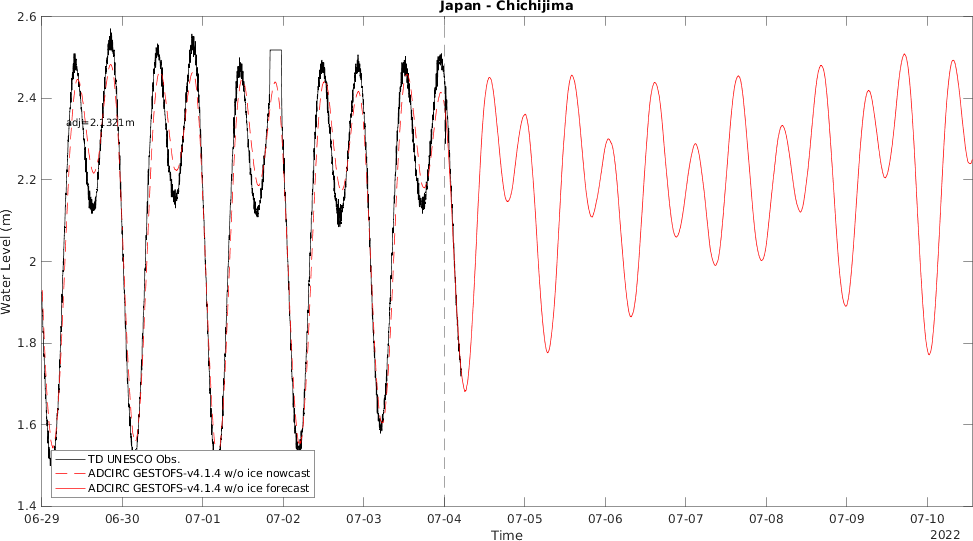 Japan - Chichijima
2.6
2.4
2.2
2
1.8
1.6
1.4
Water Level (m)
adj=2.1321m
TD UNESCO Obs.
ADCIRC GESTOFS-v4.1.4 w/o ice nowcast
ADCIRC GESTOFS-v4.1.4 w/o ice forecast
06-29 06-30 07-01 07-02 07-03 07-04 07-05 07-06 07-07 07-08 07-09 07-10
Time
2022